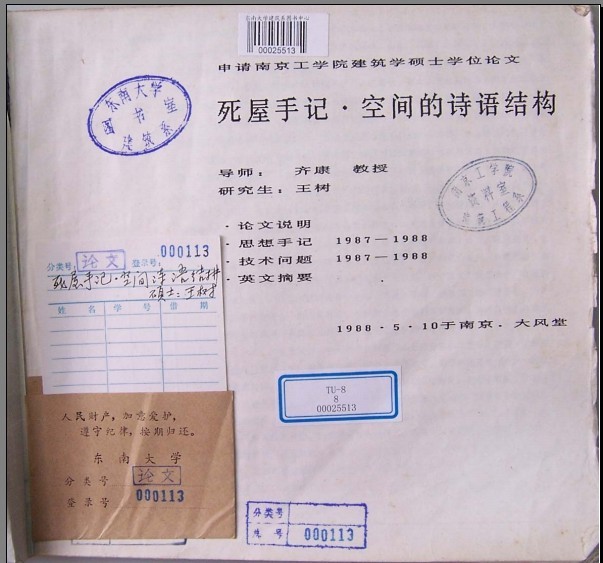 东南大学建筑系图书中心
00025513
申请南京工学院建筑学硕士学位论文
死屋手记·空间的诗语结构
东南大学
图书室
建筑系
导师： 齐康 教授
研究生：王树
南京工学院
资料室
建筑工程系
·论文说明
·思想手记 1987—1988
·技术问题 1987—1988
·英文摘要
1988·5·10于南京．大风堂
000113
分类号：论文 登录号：
死屋手记·空间诗语结构
硕士：王树
姓 名 学 号 借 期
TU-8
8
00025513
人民财产，加意爱护，
遵守纪律，按期归还。
东 南 大 学
分 类 号 论文
登 录 号 000113
分类号
000113